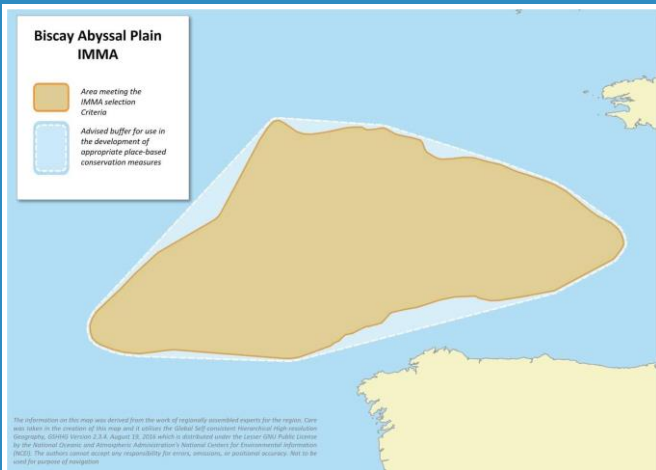 Biscay Abyssal Plain
IMMA
Area meeting the
IMMA selection
Criteria
Advised buffer for use in
the development of
appropriate place-based
conservation measures
The information on this map was derived from the work of regionally assembled experts for the region. Care
was taken in the creation of this map and it utilises the Global Self-consistent Hierarchical High-resolution
Geography, GSHHG Version 2.3.6, August 19, 2016 which is distributed under the Lesser GNU Public License
by the National Oceanic and Atmospheric Administration's National Centers for Environmental Information
(NCEI). The authors cannot accept any responsibility for errors, omissions, or positional accuracy. Not to be
used for purpose of navigation